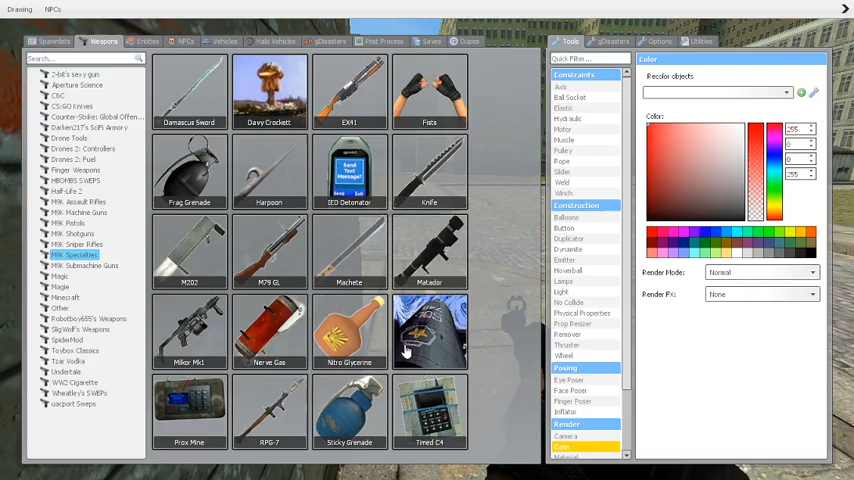 Drawing NPCs
Spawnlists Weapons Entities NPCs Vehicles Halo Vehicles gDisasters Post Process Saves Dupes
Search...
2-bit's sexy gun
Aperture Science
C&C
CS:GO Knives
Counter-Strike: Global Offen...
Darken217's SciFi Armory
Drone Tools
Drones 2: Controllers
Drones 2: Fuel
Finger Weapons
HBOMBS SWEPS
Half-Life 2
M9K Assault Rifles
M9K Machine Guns
M9K Pistols
M9K Shotguns
M9K Sniper Rifles
M9K Specialties
M9K Submachine Guns
Magic
Magie
Minecraft
Other
Robotboy655's Weapons
SligWolf's Weapons
SpiderMod
Toybox Classics
Tzar Vodka
Undertale
WW2 Cigarette
Wheatley's SWEPs
uacport Sweps
Damascus Sword Davy Crockett EX41 Fists
Send Text Message?
Frag Grenade Harpoon IED Detonator Knife
M202 M79 GL Machete Matador
Milkor Mk1 Nerve Gas Nitro Glycerine
Prox Mine RPG-7 Sticky Grenade Timed C4
Tools gDisasters Options Utilities
Quick Filter...
Constraints
Axis
Ball Socket
Elastic
Hydraulic
Motor
Muscle
Pulley
Rope
Slider
Weld
Winch
Construction
Balloons
Button
Duplicator
Dynamite
Emitter
Hoverball
Lamps
Light
No Collide
Physical Properties
Prop Resizer
Remover
Thruster
Wheel
Posing
Eye Poser
Face Poser
Finger Poser
Inflator
Render
Camera
Color
Material
Color
Recolor objects
Color:
255
0
0
255
Render Mode: Normal
Render FX: None